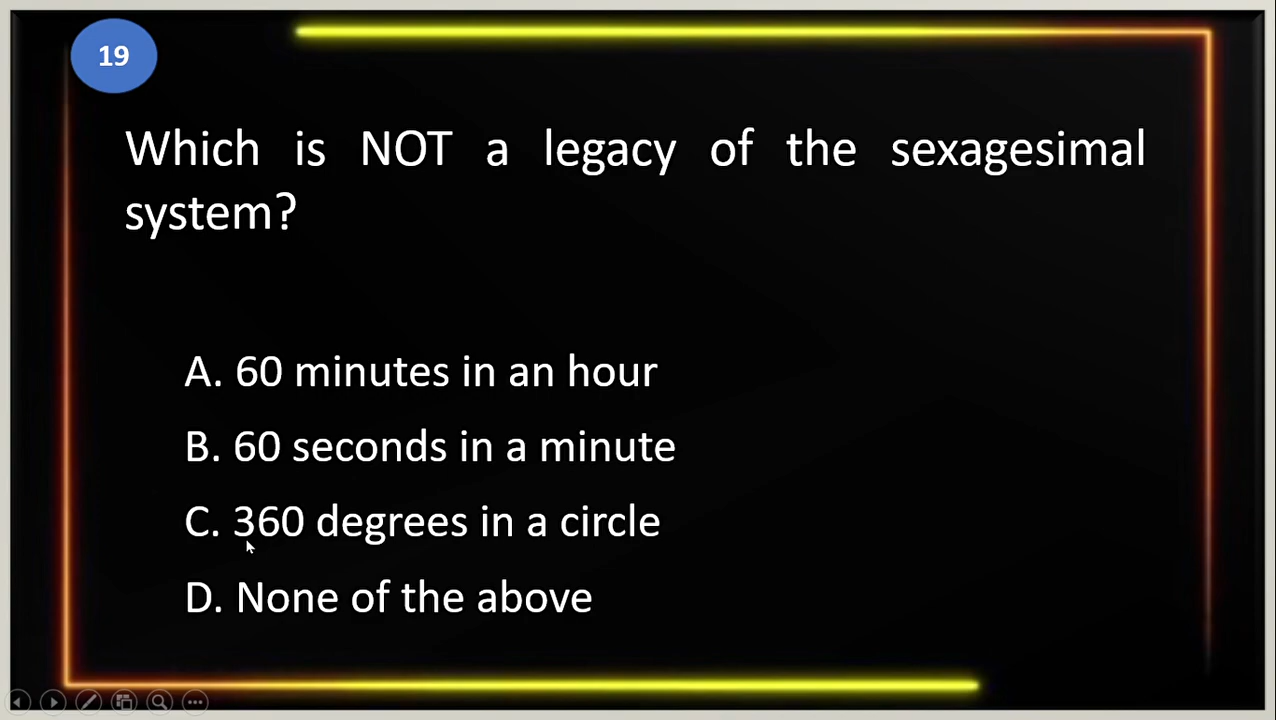 19
Which is NOT a legacy of the sexagesimal
system?
A. 60 minutes in an hour
B. 60 seconds in a minute
C. 360 degrees in a circle
D. None of the above